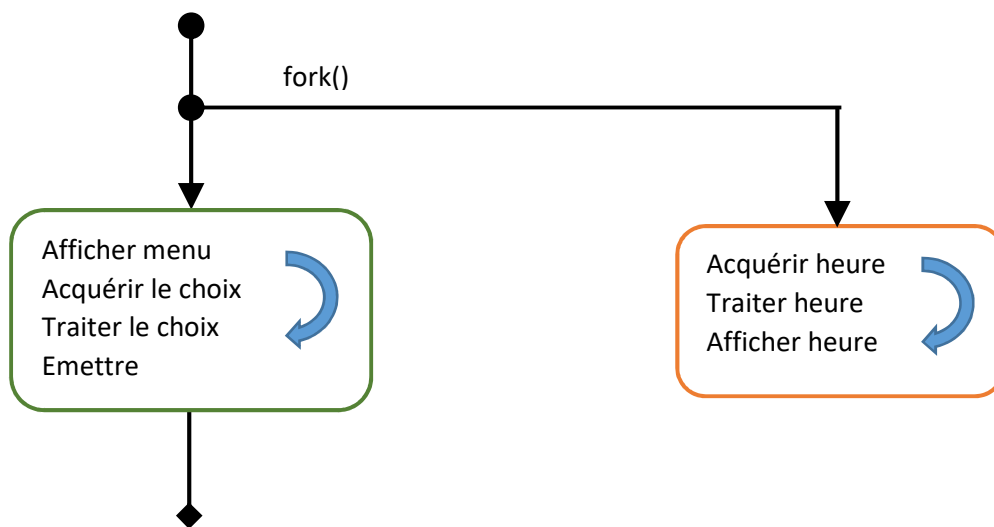 fork()
Afficher menu
Acquérir le choix
Traiter le choix
Emettre
Acquérir heure
Traiter heure
Afficher heure